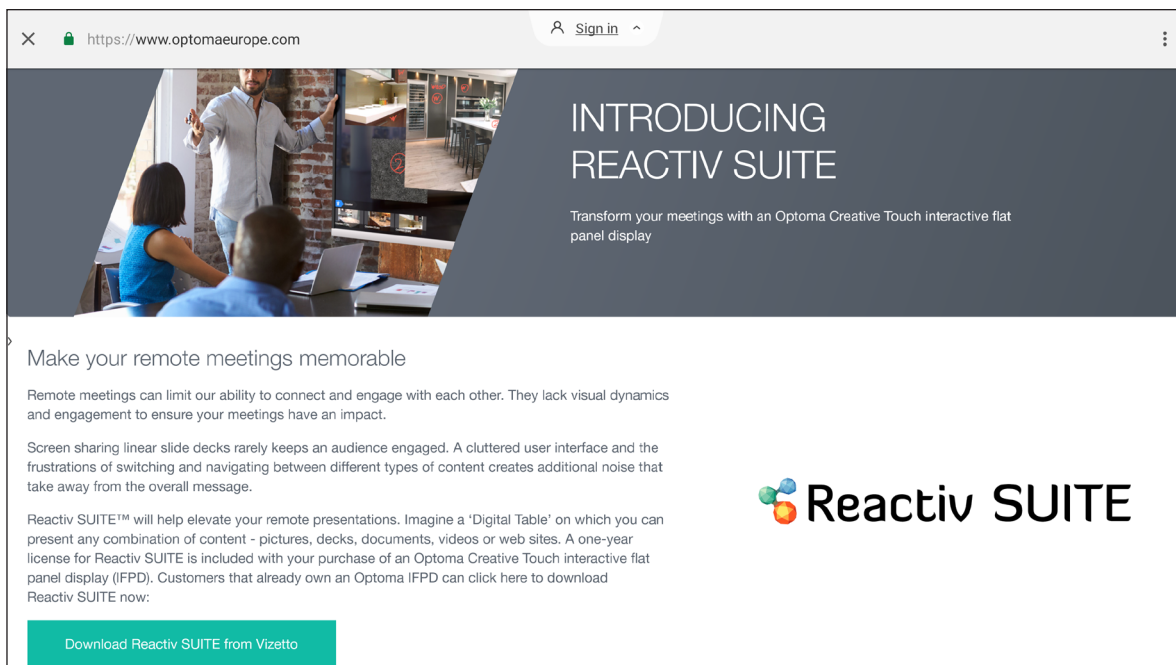 https://www.optomaeurope.com
Sign in
INTRODUCING
REACTIV SUITE
Transform your meetings with an Optoma Creative Touch interactive flat
panel display
Make your remote meetings memorable
Remote meetings can limit our ability to connect and engage with each other. They lack visual dynamics
and engagement to ensure your meetings have an impact.
Screen sharing linear slide decks rarely keeps an audience engaged. A cluttered user interface and the
frustrations of switching and navigating between different types of content creates additional noise that
take away from the overall message.
Reactiv SUITE™ will help elevate your remote presentations. Imagine a ‘Digital Table’ on which you can
present any combination of content - pictures, decks, documents, videos or web sites. A one-year
license for Reactiv SUITE is included with your purchase of an Optoma Creative Touch interactive flat
panel display (IFPD). Customers that already own an Optoma IFPD can click here to download
Reactiv SUITE now:
Reactiv SUITE
Download Reactiv SUITE from Vizetto